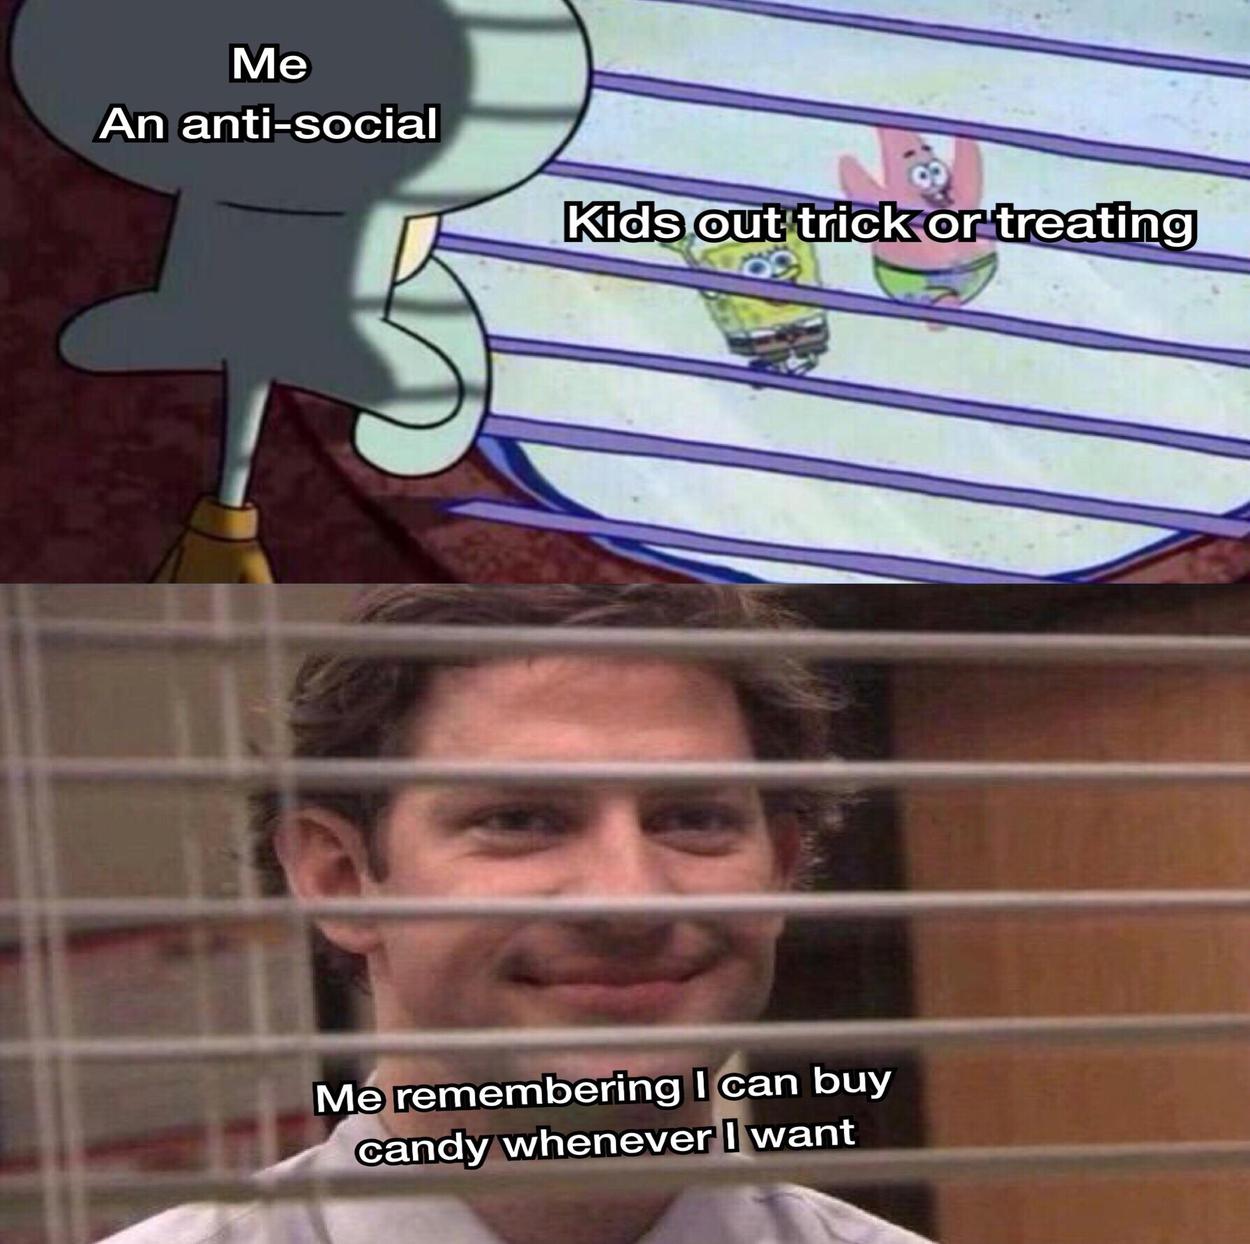 Me
An anti-social
Kids out trick or treating
Me remembering I can buy
candy whenever I want